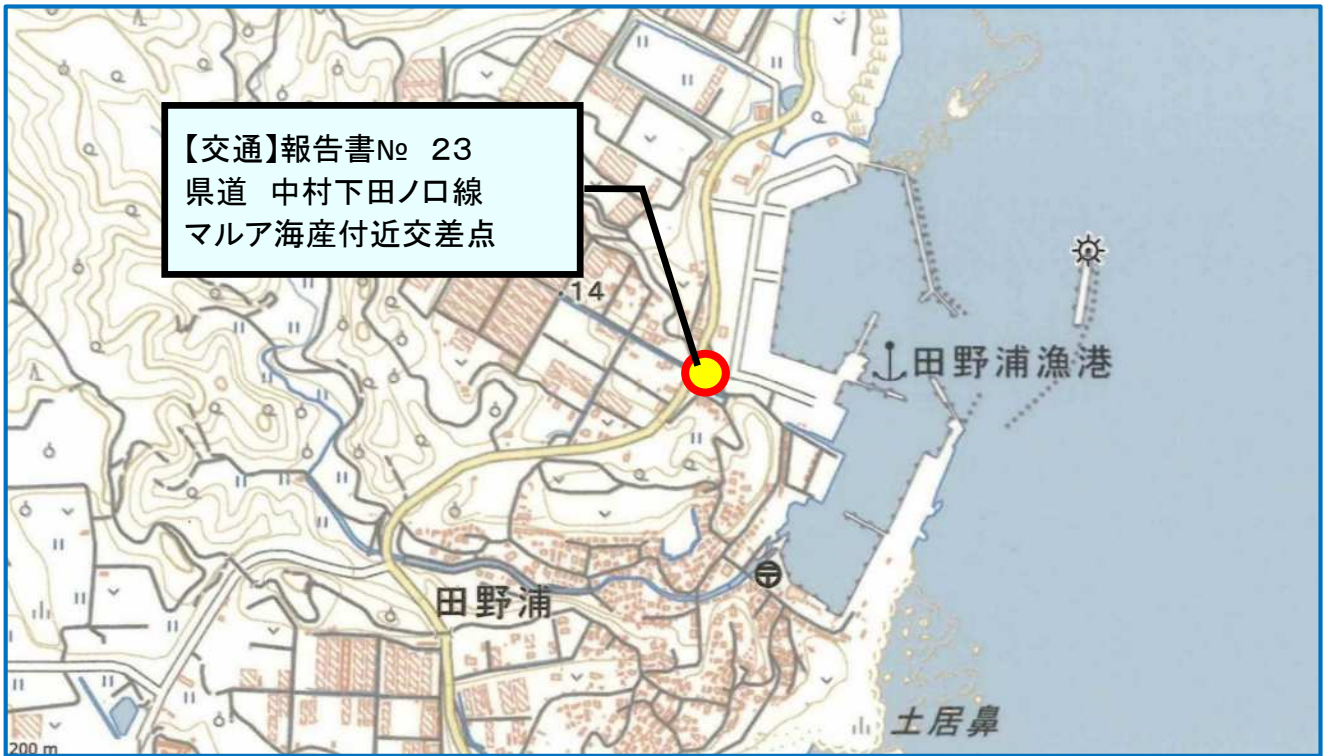 【交通】報告書№ 23
県道 中村下田ノ口線
マルア海産付近交差点
・14
田野浦漁港
田野浦
土居鼻
200 m